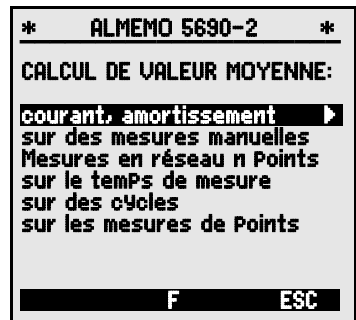 * ALMEMO 5690-2 *
CALCUL DE VALEUR MOYENNE:
courant, amortissement ▶
sur des mesures manuelles
Mesures en réseau n Points
sur le temPs de mesure
sur des cYcles
sur les mesures de Points
F ESC